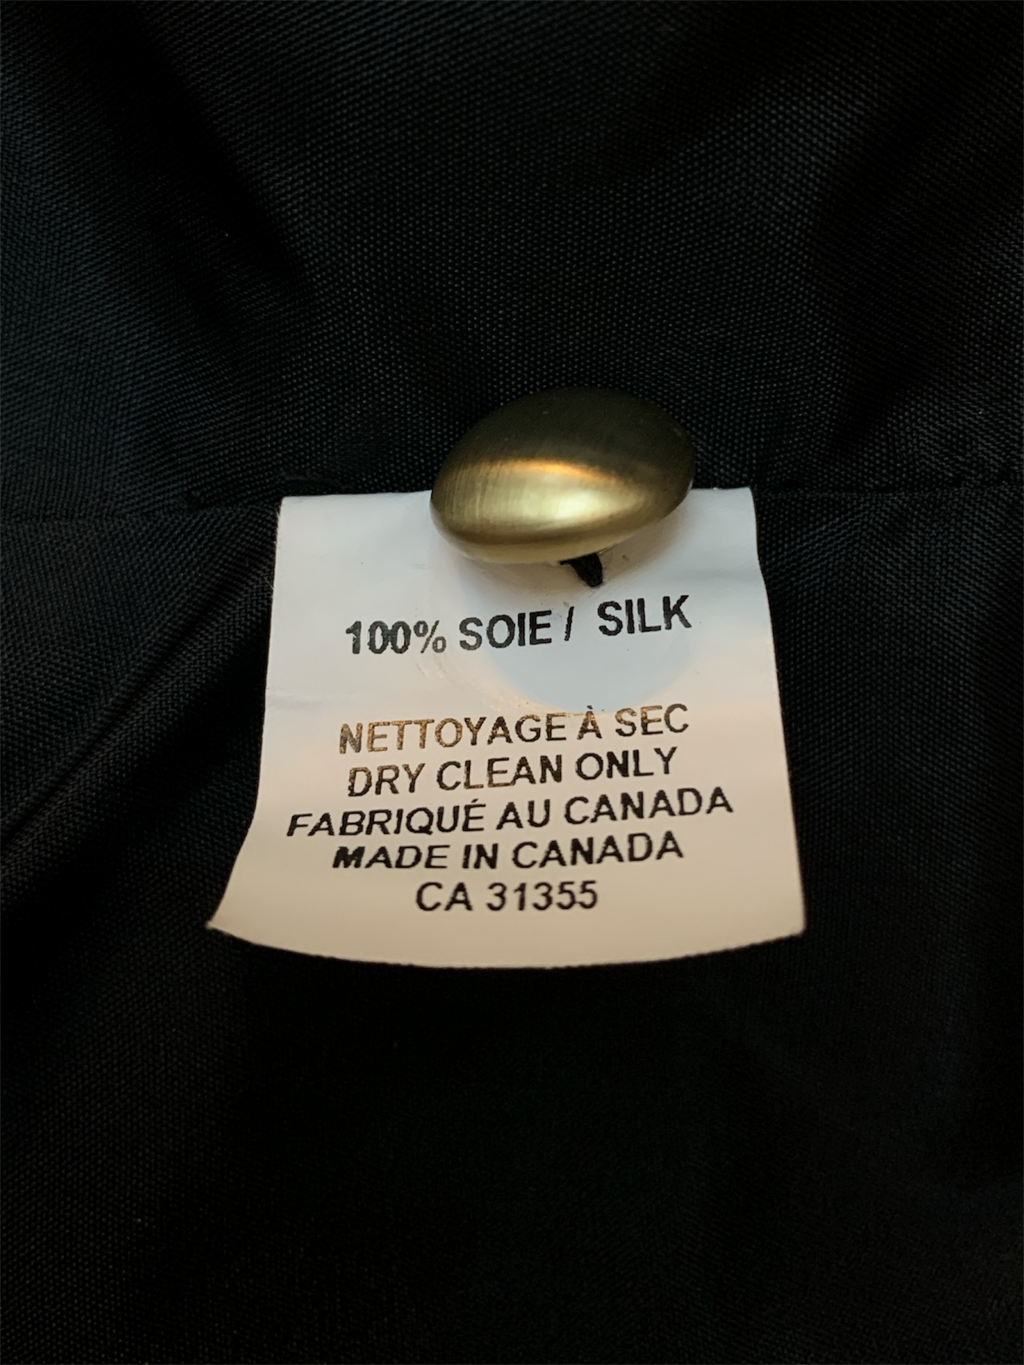 100% SOIE / SILK
NETTOYAGE À SEC
DRY CLEAN ONLY
FABRIQUÉ AU CANADA
MADE IN CANADA
CA 31355